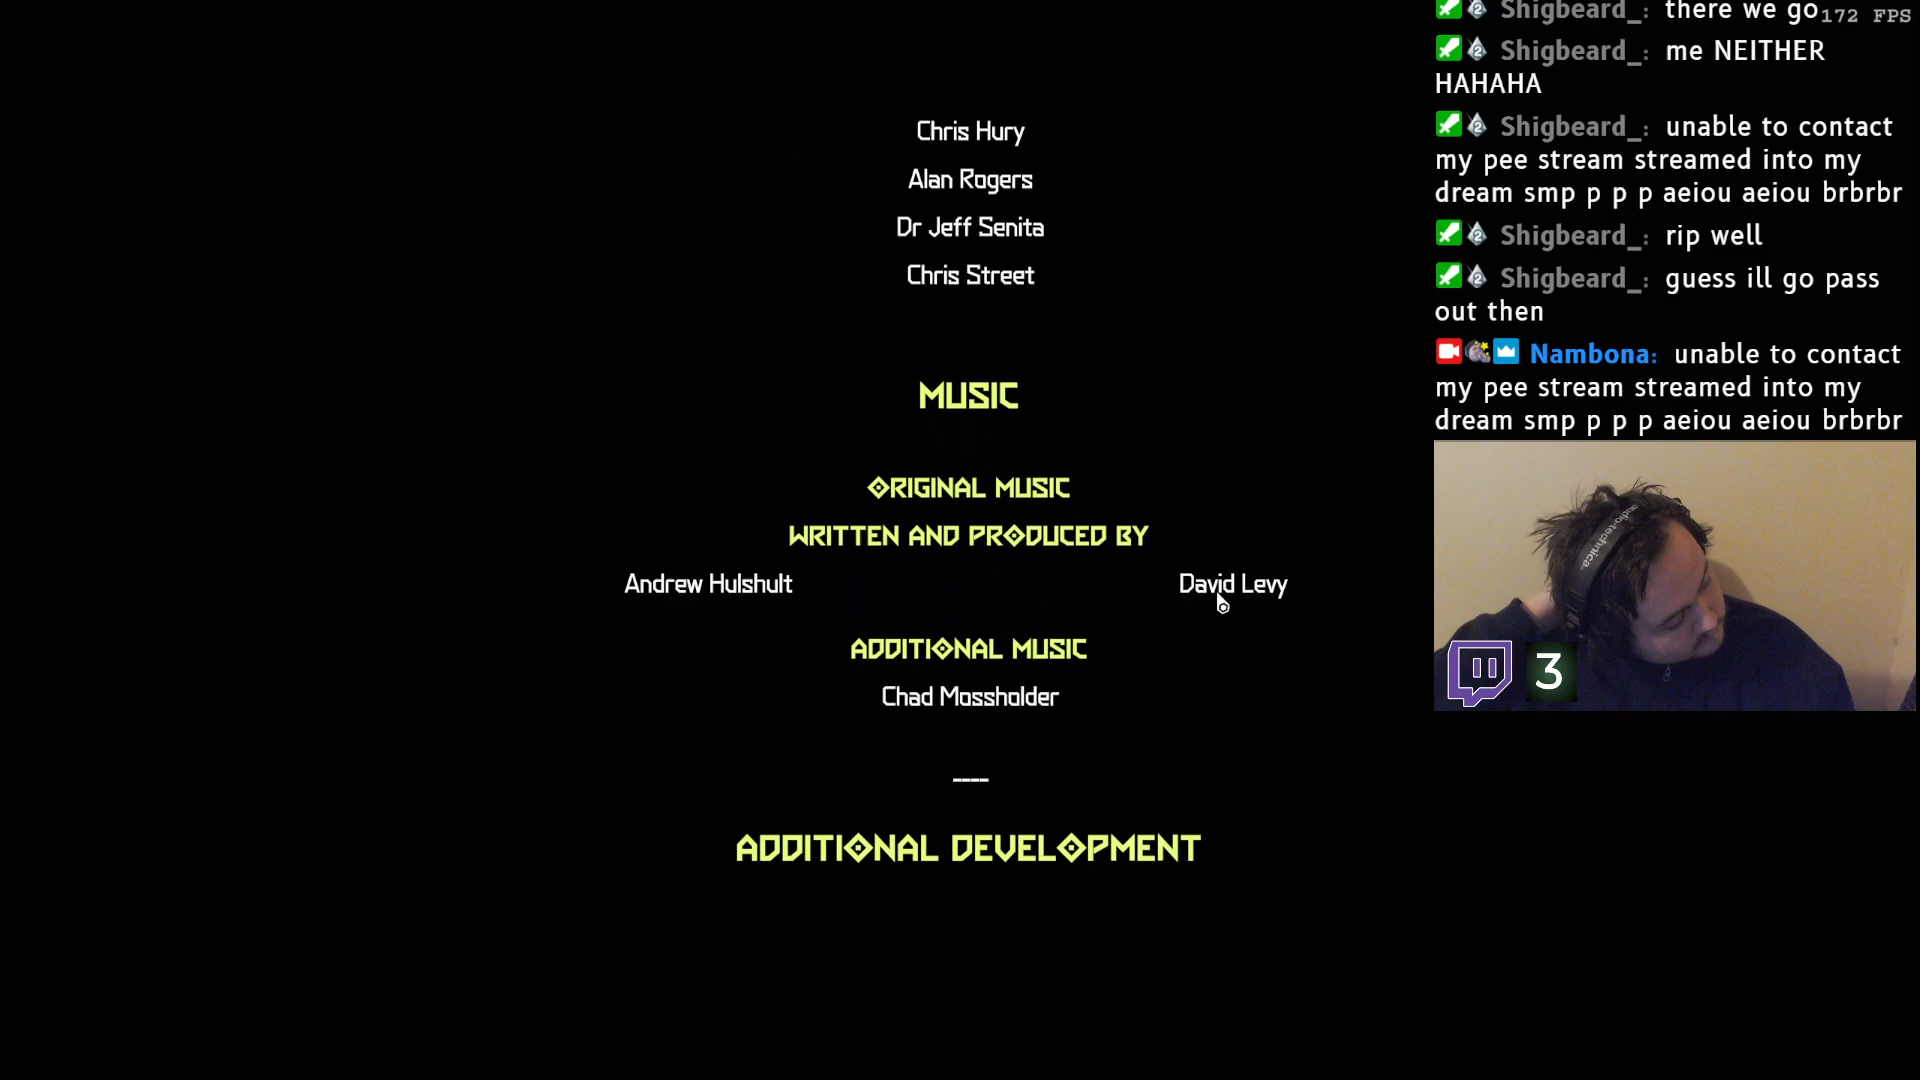 Chris Hury
Alan Rogers
Dr Jeff Senita
Chris Street
MUSIC
ORIGINAL MUSIC
WRITTEN AND PRODUCED BY
Andrew Hulshult
David Levy
ADDITIONAL MUSIC
Chad Mossholder
----
ADDITIONAL DEVELOPMENT
172 FPS
Shigbeard_: there we go
Shigbeard_: me NEITHER
HAHAHA
Shigbeard_: unable to contact
my pee stream streamed into my
dream smp p p p aeiou aeiou brbrbr
Shigbeard_: rip well
Shigbeard_: guess ill go pass
out then
Nambona: unable to contact
my pee stream streamed into my
dream smp p p p aeiou aeiou brbrbr
audio-technica
3